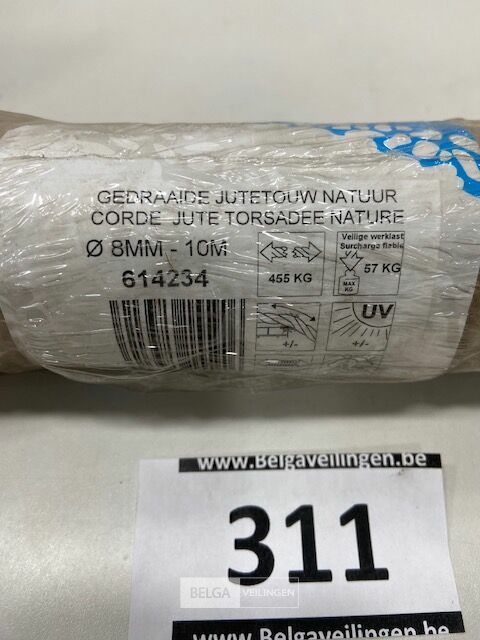 GEDRAAIDE JUTETOUW NATUUR
CORDE JUTE TORSADEE NATURE
Ø 8MM - 10M
614234
455 KG
Veilige werklast
Surcharge fiable
MAX
KG
57 KG
+/-
UV
+/-
www.Belgaveilingen.be
311
BELGA VEILINGEN
www.Belgaveilingen.be